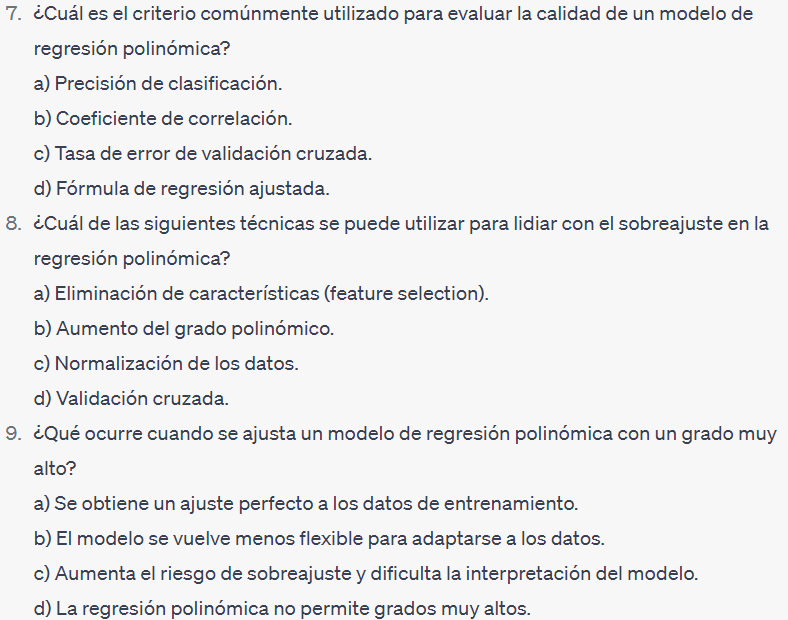 7. ¿Cuál es el criterio comúnmente utilizado para evaluar la calidad de un modelo de
regresión polinómica?
a) Precisión de clasificación.
b) Coeficiente de correlación.
c) Tasa de error de validación cruzada.
d) Fórmula de regresión ajustada.
8. ¿Cuál de las siguientes técnicas se puede utilizar para lidiar con el sobreajuste en la
regresión polinómica?
a) Eliminación de características (feature selection).
b) Aumento del grado polinómico.
c) Normalización de los datos.
d) Validación cruzada.
9. ¿Qué ocurre cuando se ajusta un modelo de regresión polinómica con un grado muy
alto?
a) Se obtiene un ajuste perfecto a los datos de entrenamiento.
b) El modelo se vuelve menos flexible para adaptarse a los datos.
c) Aumenta el riesgo de sobreajuste y dificulta la interpretación del modelo.
d) La regresión polinómica no permite grados muy altos.